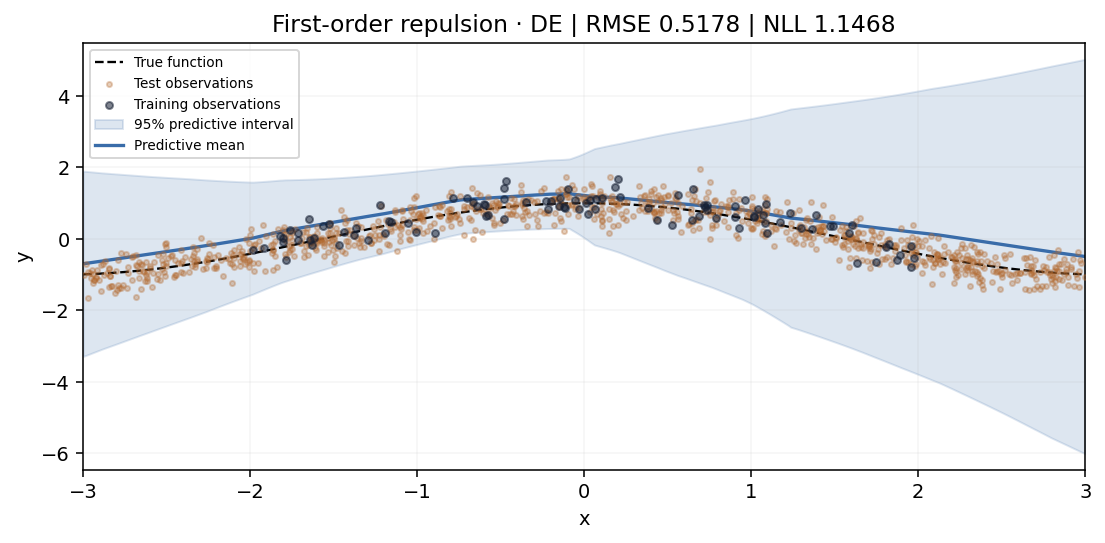 First-order repulsion · DE | RMSE 0.5178 | NLL 1.1468
True function
Test observations
Training observations
95% predictive interval
Predictive mean
y
4
2
0
−2
−4
−6
−3
−2
−1
0
1
2
3
x